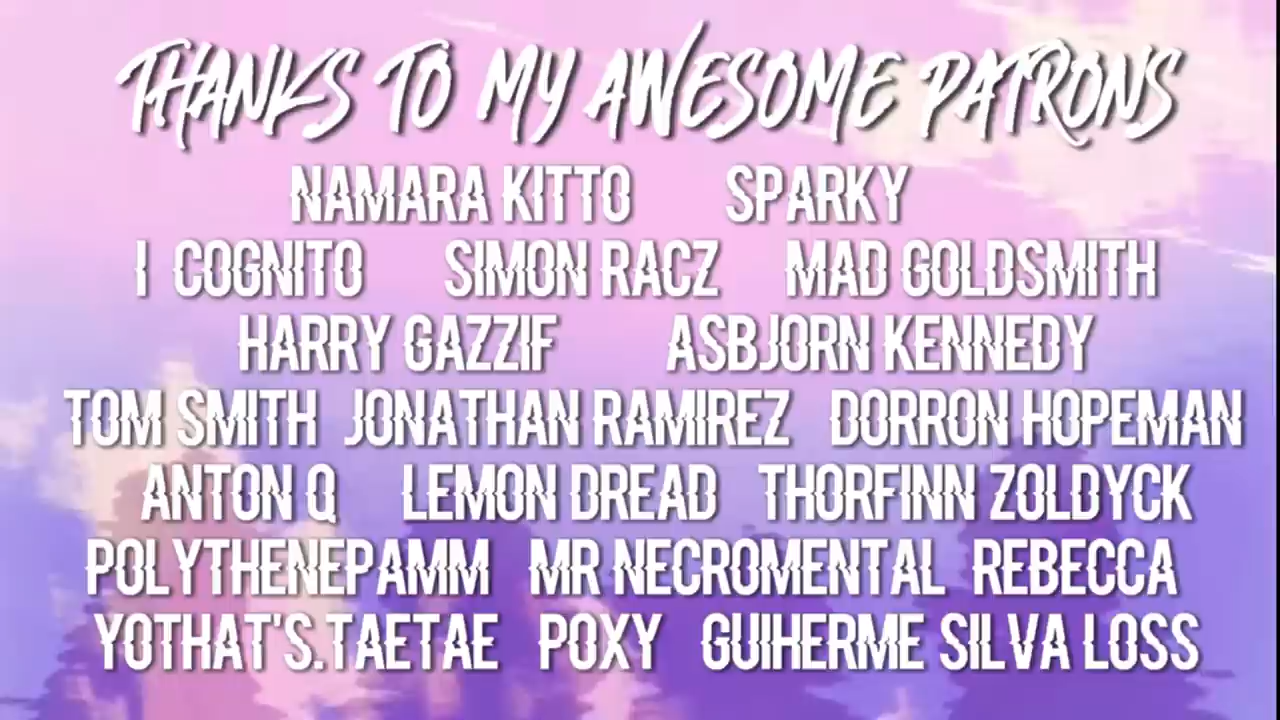 THANKS TO MY AWESOME PATRONS
NAMARA KITTO SPARKY
I COGNITO SIMON RACZ MAD GOLDSMITH
HARRY GAZZIF ASBJORN KENNEDY
TOM SMITH JONATHAN RAMIREZ DORRON HOPEMAN
ANTON Q LEMON DREAD THORFINN ZOLDYCK
POLYTHENEPAMM MR NECROMENTAL REBECCA
YOTHAT'S.TAETAE POXY GUIHERME SILVA LOSS